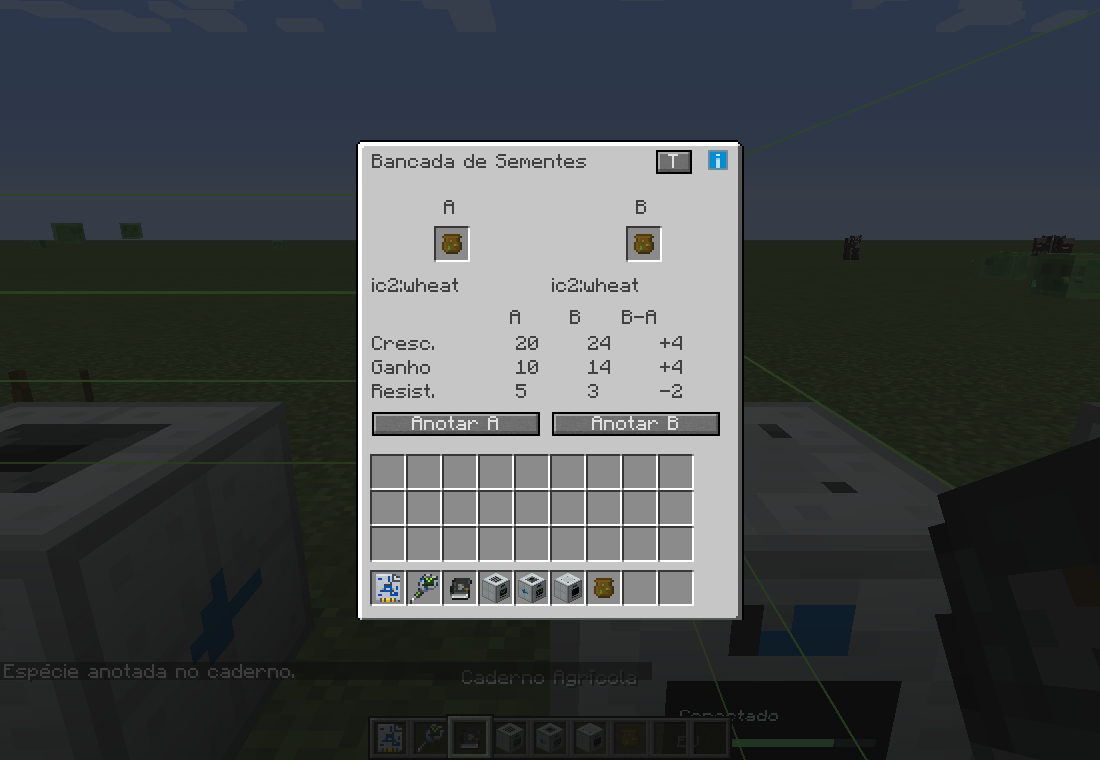 Bancada de Sementes T i
A B
ic2:wheat ic2:wheat
A B B-A
Cresc. 20 24 +4
Ganho 10 14 +4
Resist. 5 3 -2
Anotar A Anotar B
Espécie anotada no caderno.
Caderno Agrícola
Conectado